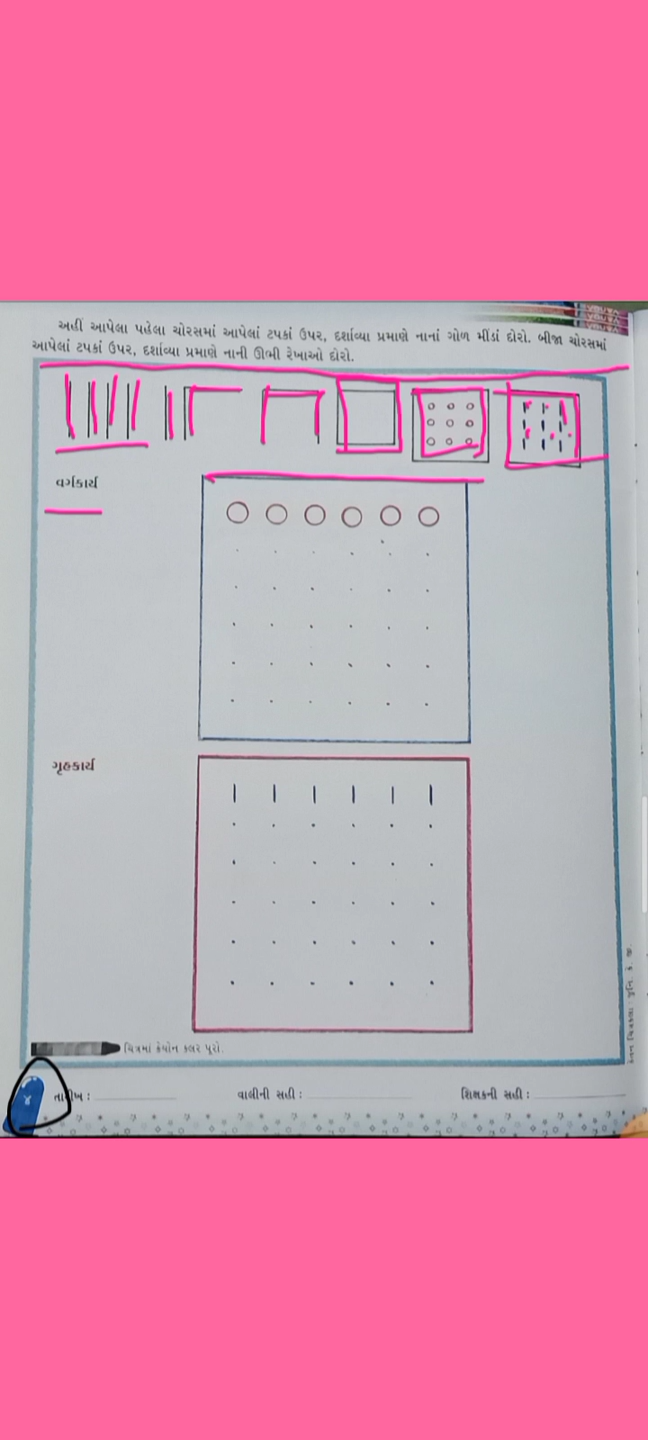 અહીં આપેલા પહેલા ચોરસમાં આપેલાં ટપકાં ઉપર, દર્શાવ્યા પ્રમાણે નાનાં ગોળ મીંડાં દોરો. બીજા ચોરસમાં
આપેલાં ટપકાં ઉપર, દર્શાવ્યા પ્રમાણે નાની ઊભી રેખાઓ દોરો.
વર્ગકાર્ય
ગૃહકાર્ય
ચિત્રમાં ક્રેયોન કલર પૂરો.
તારીખ :
વાલીની સહી :
શિક્ષકની સહી :
૪